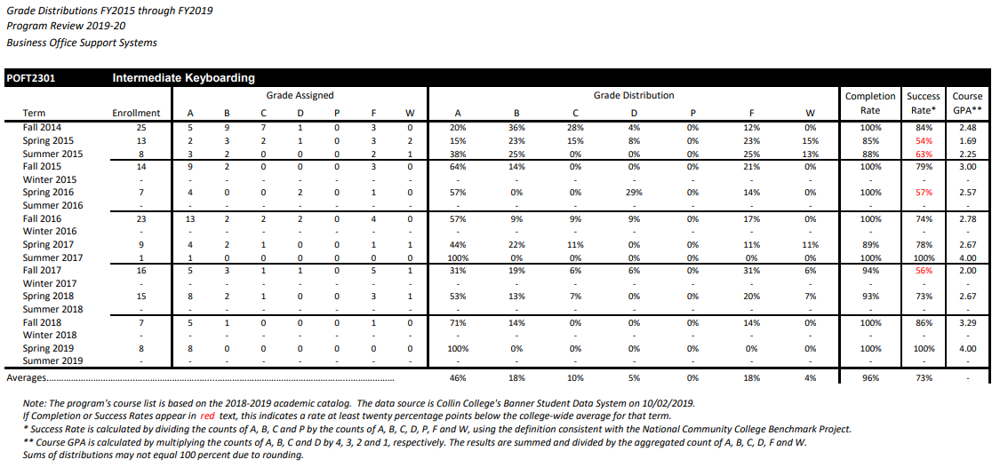 Grade Distributions FY2015 through FY2019
Program Review 2019-20
Business Office Support Systems
POFT2301 Intermediate Keyboarding
Grade Assigned Grade Distribution Completion Success Course
Term Enrollment A B C D P F W A B C D P F W Rate Rate* GPA**
Fall 2014 25 5 9 7 1 0 3 0 20% 36% 28% 4% 0% 12% 0% 100% 84% 2.48
Spring 2015 13 2 3 2 1 0 3 2 15% 23% 15% 8% 0% 23% 15% 85% 54% 1.69
Summer 2015 8 3 2 0 0 0 2 1 38% 25% 0% 0% 0% 25% 13% 88% 63% 2.25
Fall 2015 14 9 2 0 0 0 3 0 64% 14% 0% 0% 0% 21% 0% 100% 79% 3.00
Winter 2015 - - - - - - - - - - - - - - - - - -
Spring 2016 7 4 0 0 2 0 1 0 57% 0% 0% 29% 0% 14% 0% 100% 57% 2.57
Summer 2016 - - - - - - - - - - - - - - - - - -
Fall 2016 23 13 2 2 2 0 4 0 57% 9% 9% 9% 0% 17% 0% 100% 74% 2.78
Winter 2016 - - - - - - - - - - - - - - - - - -
Spring 2017 9 4 2 1 0 0 1 1 44% 22% 11% 0% 0% 11% 11% 89% 78% 2.67
Summer 2017 1 1 0 0 0 0 0 0 100% 0% 0% 0% 0% 0% 0% 100% 100% 4.00
Fall 2017 16 5 3 1 1 0 5 1 31% 19% 6% 6% 0% 31% 6% 94% 56% 2.00
Winter 2017 - - - - - - - - - - - - - - - - - -
Spring 2018 15 8 2 1 0 0 3 1 53% 13% 7% 0% 0% 20% 7% 93% 73% 2.67
Summer 2018 - - - - - - - - - - - - - - - - - -
Fall 2018 7 5 1 0 0 0 1 0 71% 14% 0% 0% 0% 14% 0% 100% 86% 3.29
Winter 2018 - - - - - - - - - - - - - - - - - -
Spring 2019 8 8 0 0 0 0 0 0 100% 0% 0% 0% 0% 0% 0% 100% 100% 4.00
Summer 2019 - - - - - - - - - - - - - - - - - -
Averages........................................................................................................ 46% 18% 10% 5% 0% 18% 4% 96% 73% -
Note: The program's course list is based on the 2018-2019 academic catalog. The data source is Collin College's Banner Student Data System on 10/02/2019.
If Completion or Success Rates appear in red text, this indicates a rate at least twenty percentage points below the college-wide average for that term.
* Success Rate is calculated by dividing the counts of A, B, C and P by the counts of A, B, C, D, P, F and W, using the definition consistent with the National Community College Benchmark Project.
** Course GPA is calculated by multiplying the counts of A, B, C and D by 4, 3, 2 and 1, respectively. The results are summed and divided by the aggregated count of A, B, C, D, F and W.
Sums of distributions may not equal 100 percent due to rounding.